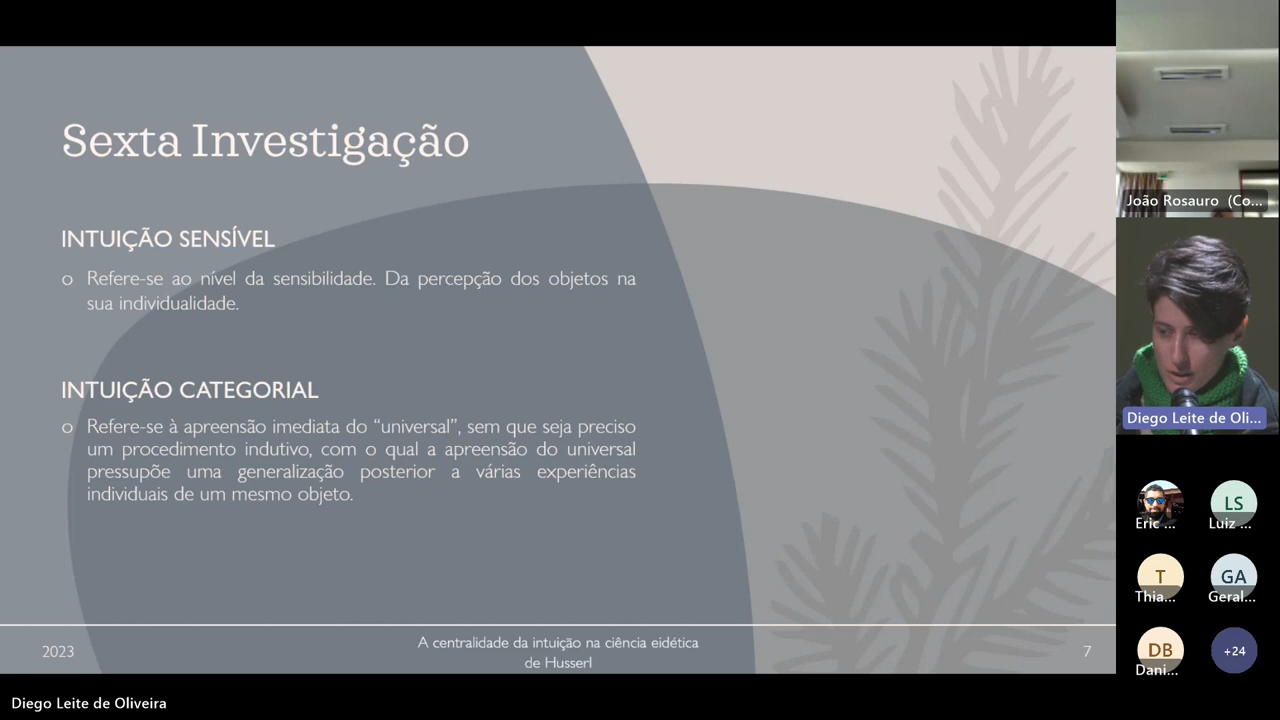 Sexta Investigação
INTUIÇÃO SENSÍVEL
o Refere-se ao nível da sensibilidade. Da percepção dos objetos na
sua individualidade.
INTUIÇÃO CATEGORIAL
o Refere-se à apreensão imediata do “universal”, sem que seja preciso
um procedimento indutivo, com o qual a apreensão do universal
pressupõe uma generalização posterior a várias experiências
individuais de um mesmo objeto.
2023
A centralidade da intuição na ciência eidética
de Husserl
7
João Rosauro (Co...
Diego Leite de Oli...
Eric ...
LS
Luiz ...
T
Thia...
GA
Geral...
DB
Dani...
+24
Diego Leite de Oliveira